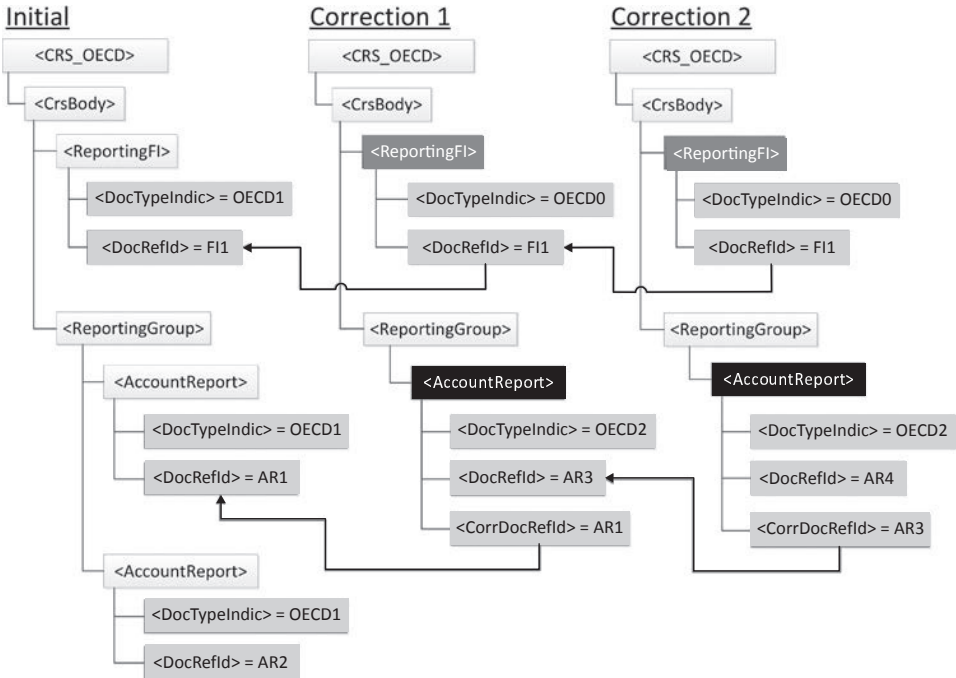 Initial
<CRS_OECD>
<CrsBody>
<ReportingFI>
<DocTypeIndic> = OECD1
<DocRefId> = FI1
<ReportingGroup>
<AccountReport>
<DocTypeIndic> = OECD1
<DocRefId> = AR1
<AccountReport>
<DocTypeIndic> = OECD1
<DocRefId> = AR2
Correction 1
<CRS_OECD>
<CrsBody>
<ReportingFI>
<DocTypeIndic> = OECD0
<DocRefId> = FI1
<ReportingGroup>
<AccountReport>
<DocTypeIndic> = OECD2
<DocRefId> = AR3
<CorrDocRefId> = AR1
Correction 2
<CRS_OECD>
<CrsBody>
<ReportingFI>
<DocTypeIndic> = OECD0
<DocRefId> = FI1
<ReportingGroup>
<AccountReport>
<DocTypeIndic> = OECD2
<DocRefId> = AR4
<CorrDocRefId> = AR3